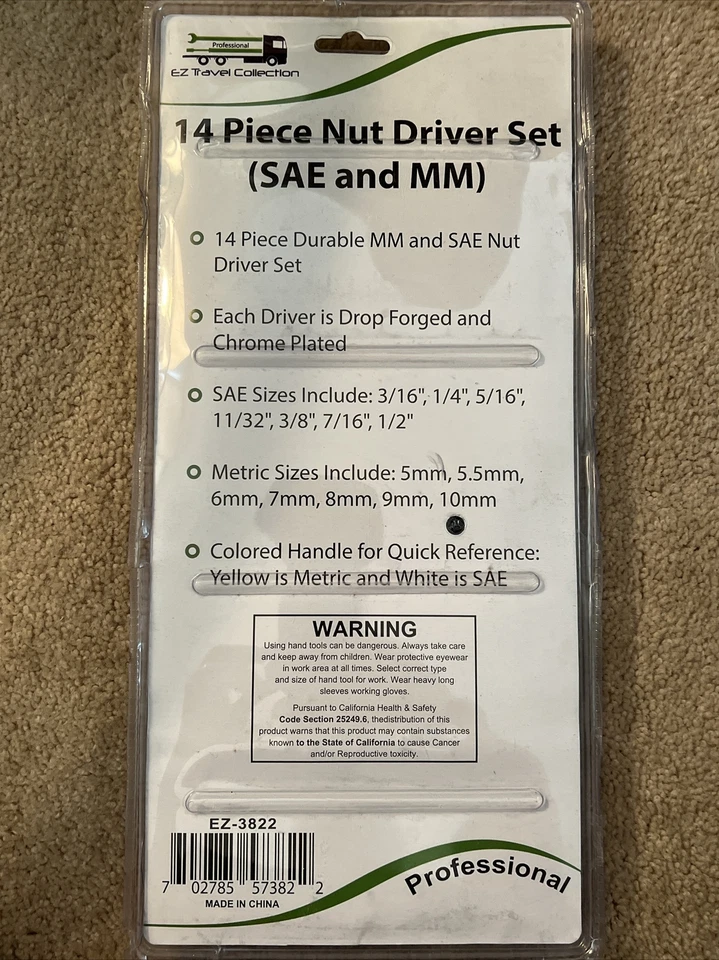 Professional
EZ Travel Collection
14 Piece Nut Driver Set
(SAE and MM)
14 Piece Durable MM and SAE Nut
Driver Set
Each Driver is Drop Forged and
Chrome Plated
SAE Sizes Include: 3/16", 1/4", 5/16",
11/32", 3/8", 7/16", 1/2"
Metric Sizes Include: 5mm, 5.5mm,
6mm, 7mm, 8mm, 9mm, 10mm
Colored Handle for Quick Reference:
Yellow is Metric and White is SAE
WARNING
Using hand tools can be dangerous. Always take care
and keep away from children. Wear protective eyewear
in work area at all times. Select correct type
and size of hand tool for work. Wear heavy long
sleeves working gloves.
Pursuant to California Health & Safety
Code Section 25249.6, thedistribution of this
product warns that this product may contain substances
known to the State of California to cause Cancer
and/or Reproductive toxicity.
EZ-3822
7 02785 57382 2
MADE IN CHINA
Professional